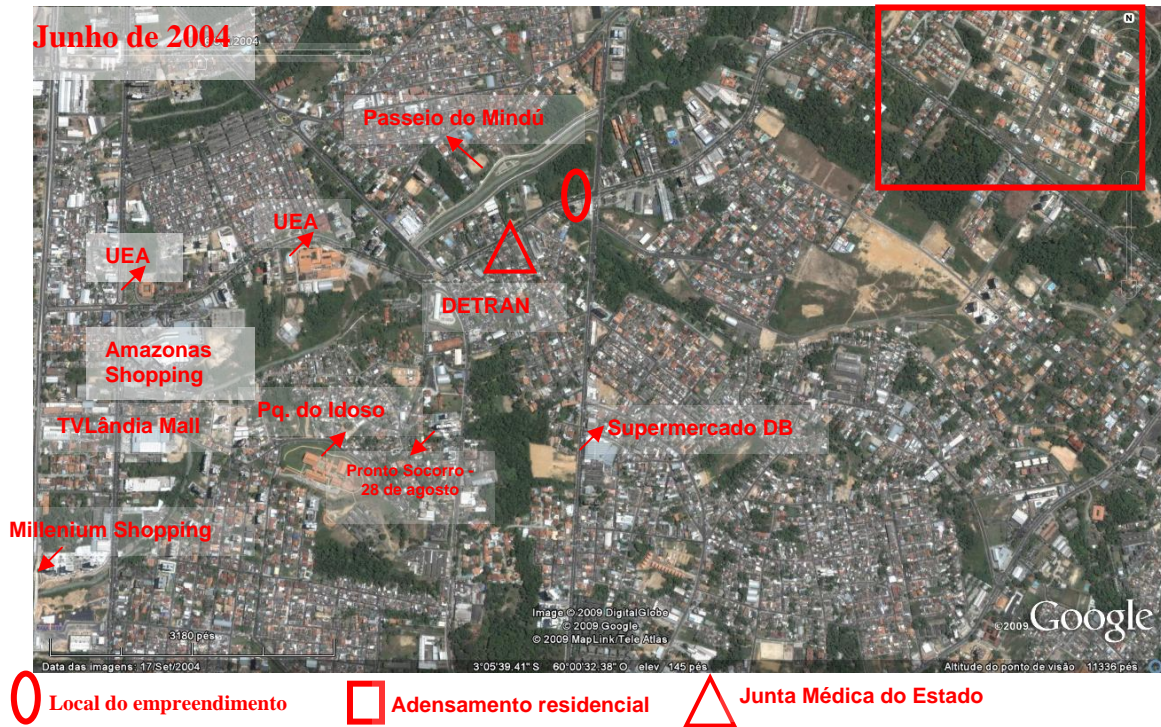 Junho de 2004
N
Passeio do Mindú
UEA
UEA
DETRAN
Amazonas
Shopping
TVLândia Mall
Pq. do Idoso
Supermercado DB
Pronto Socorro -
28 de agosto
Millenium Shopping
3180 pés
Image © 2009 DigitalGlobe
© 2009 Google
© 2009 MapLink/Tele Atlas
©2009 Google
Data das imagens: 17/Set/2004
3°05'39.41" S 60°00'32.38" O elev 145 pés
Altitude do ponto de visão 11336 pés
Local do empreendimento
Adensamento residencial
Junta Médica do Estado